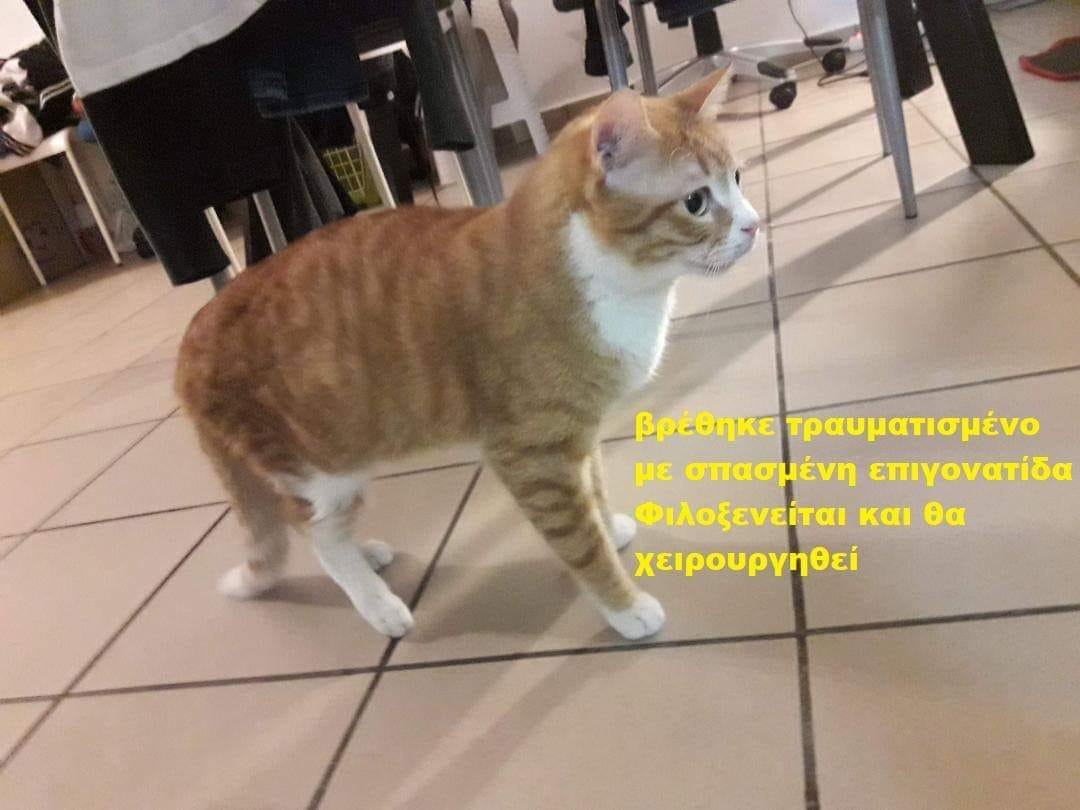 βρέθηκε τραυματισμένο
με σπασμένη επιγονατίδα
Φιλοξενείται και θα
χειρουργηθεί